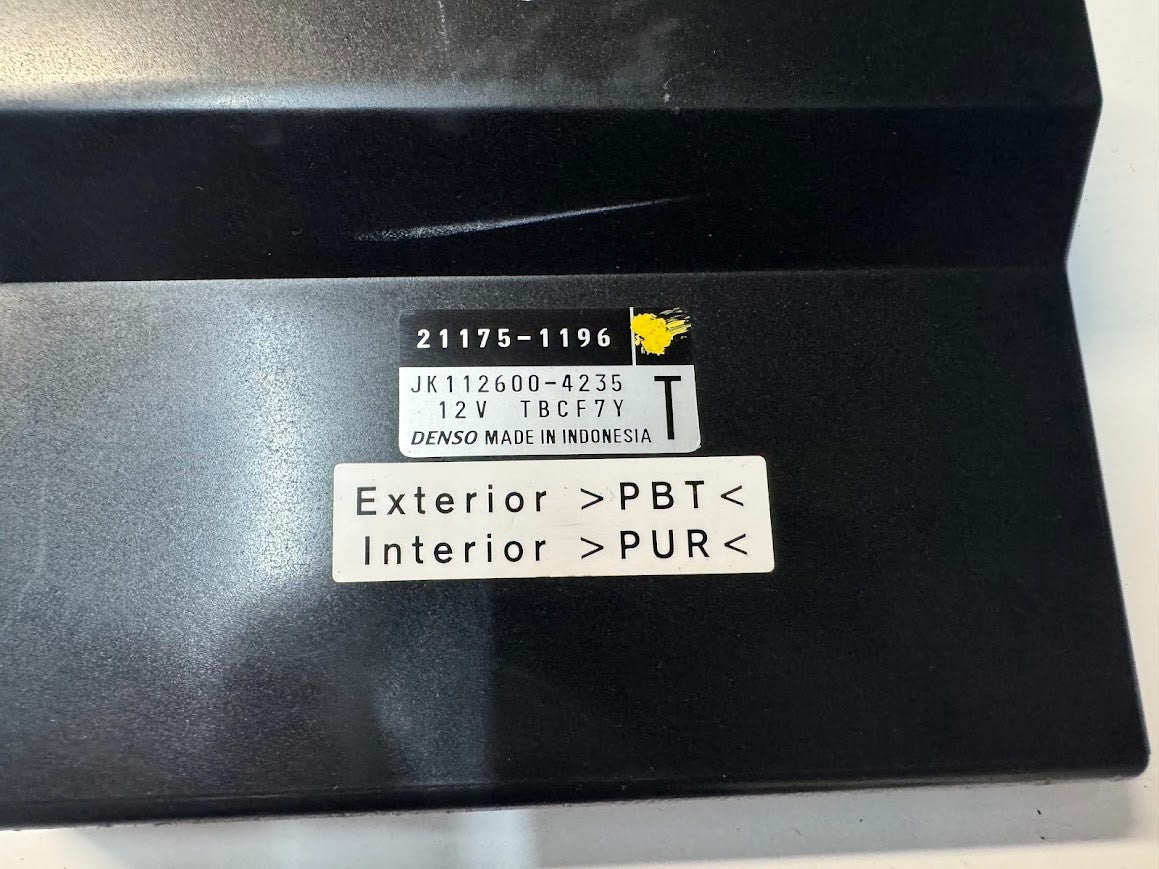 21175-1196
JK112600-4235
12V TBCF7Y T
DENSO MADE IN INDONESIA
Exterior >PBT<
Interior >PUR<